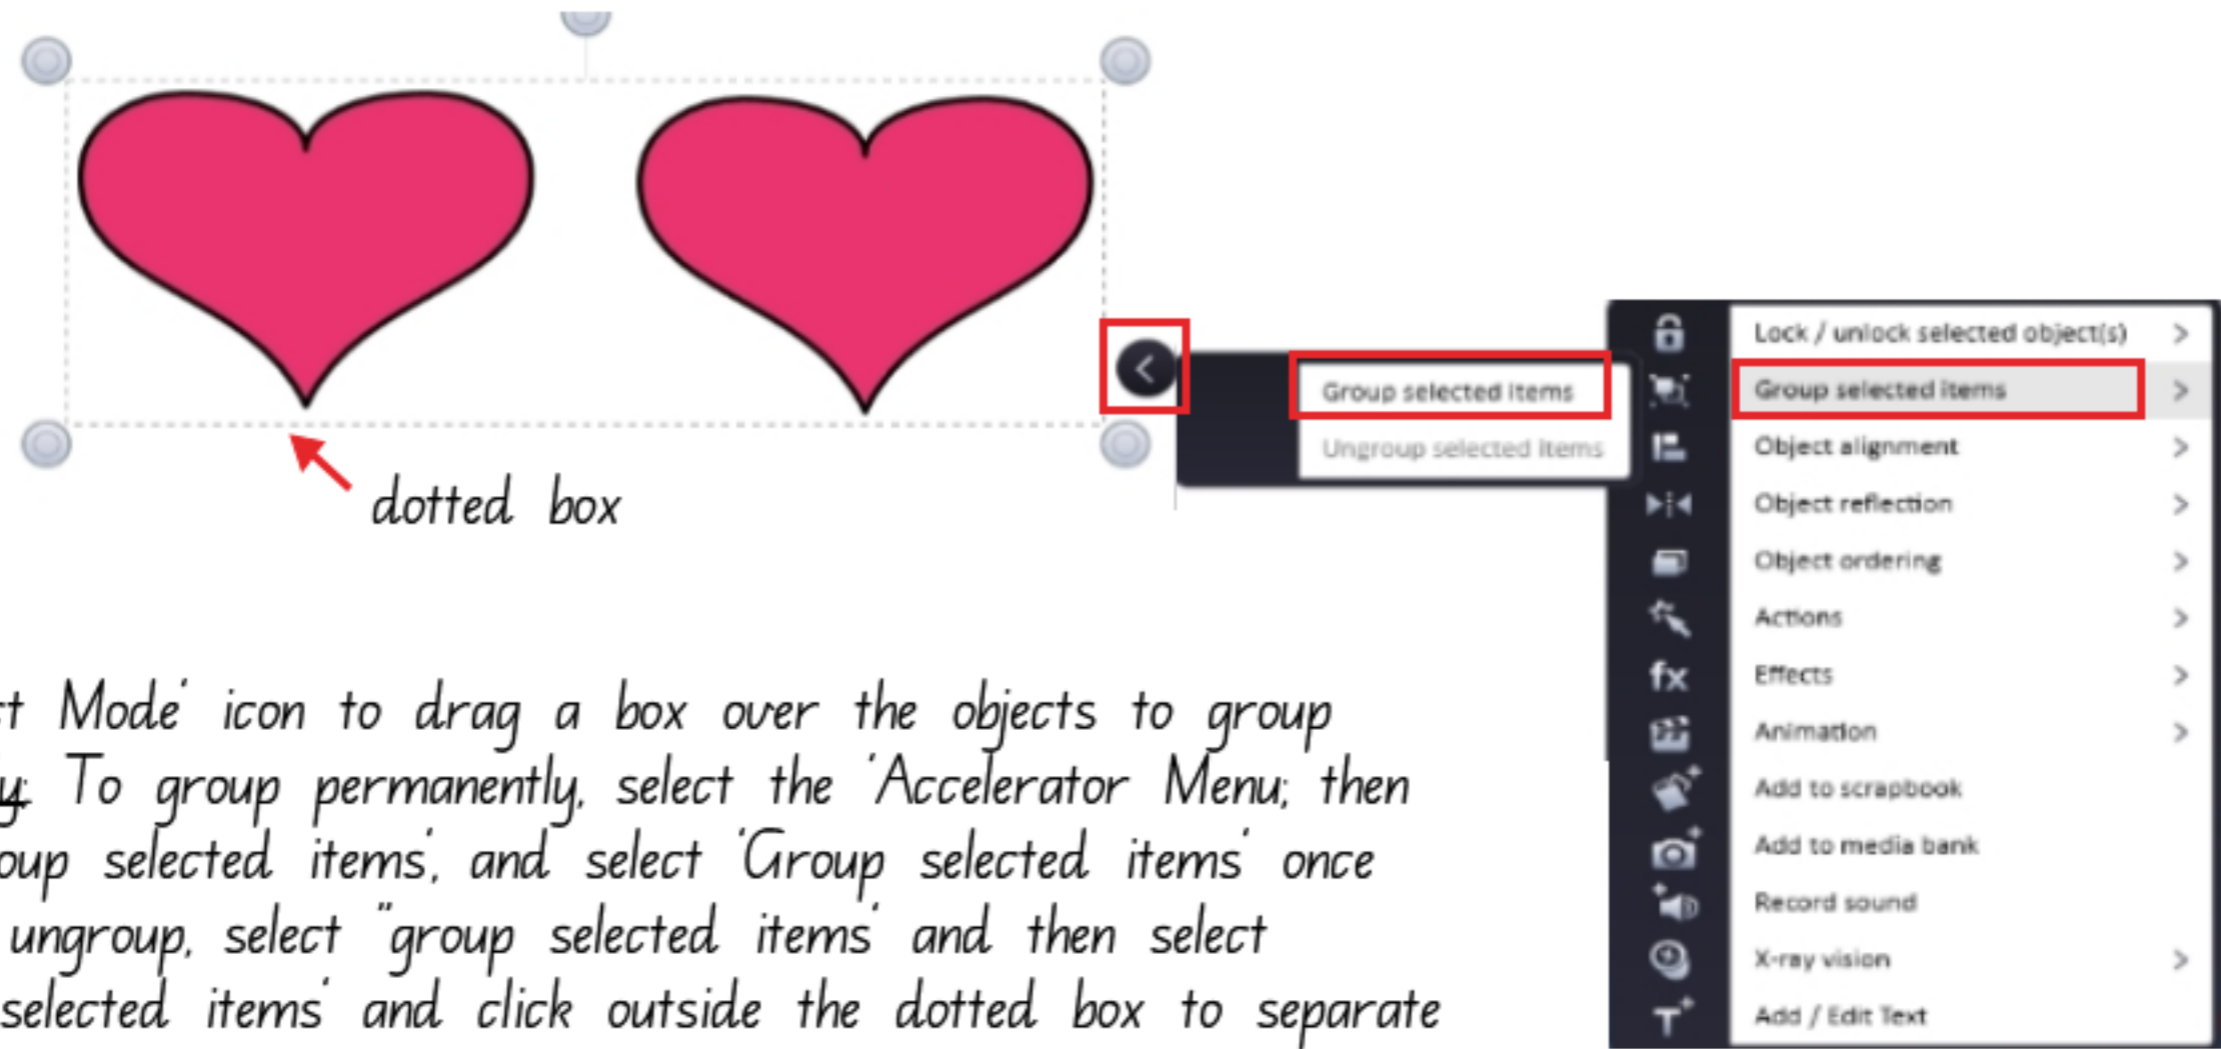 dotted box
Group selected items
Ungroup selected items
Lock / unlock selected object(s)
Group selected items
Object alignment
Object reflection
Object ordering
Actions
fx Effects
Animation
Add to scrapbook
Add to media bank
Record sound
X-ray vision
T+ Add / Edit Text
ct Mode' icon to drag a box over the objects to group
y. To group permanently, select the 'Accelerator Menu; then
oup selected items', and select 'Group selected items' once
ungroup, select "group selected items' and then select
selected items' and click outside the dotted box to separate